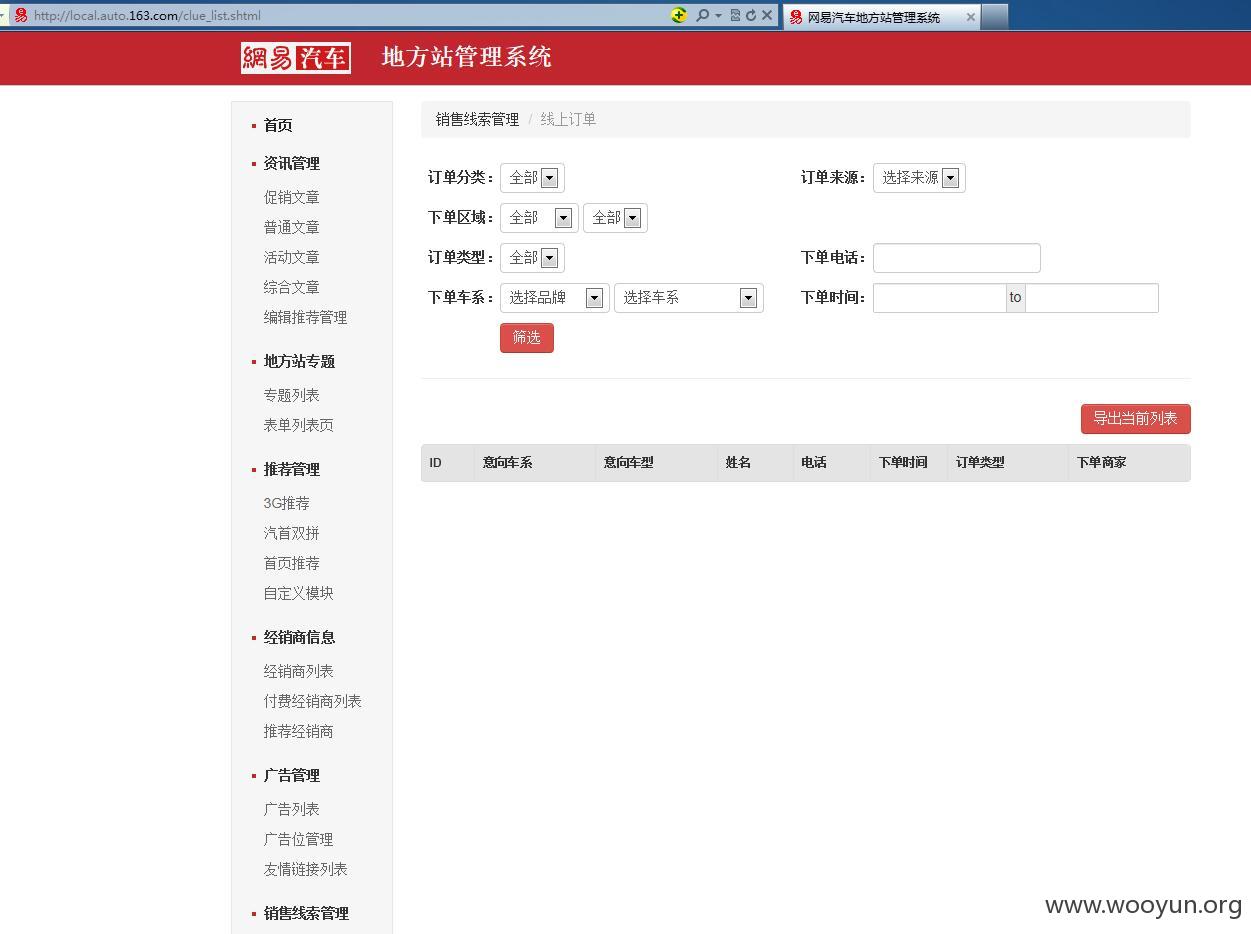 http://local.auto.163.com/clue_list.shtml
网易汽车地方站管理系统
網易 汽车 地方站管理系统
首页
资讯管理
促销文章
普通文章
活动文章
综合文章
编辑推荐管理
地方站专题
专题列表
表单列表页
推荐管理
3G推荐
汽首双拼
首页推荐
自定义模块
经销商信息
经销商列表
付费经销商列表
推荐经销商
广告管理
广告列表
广告位管理
友情链接列表
销售线索管理
销售线索管理 / 线上订单
订单分类： 全部 订单来源： 选择来源
下单区域： 全部 全部
订单类型： 全部 下单电话：
下单车系： 选择品牌 选择车系 下单时间： to
筛选
导出当前列表
ID 意向车系 意向车型 姓名 电话 下单时间 订单类型 下单商家
www.wooyun.org